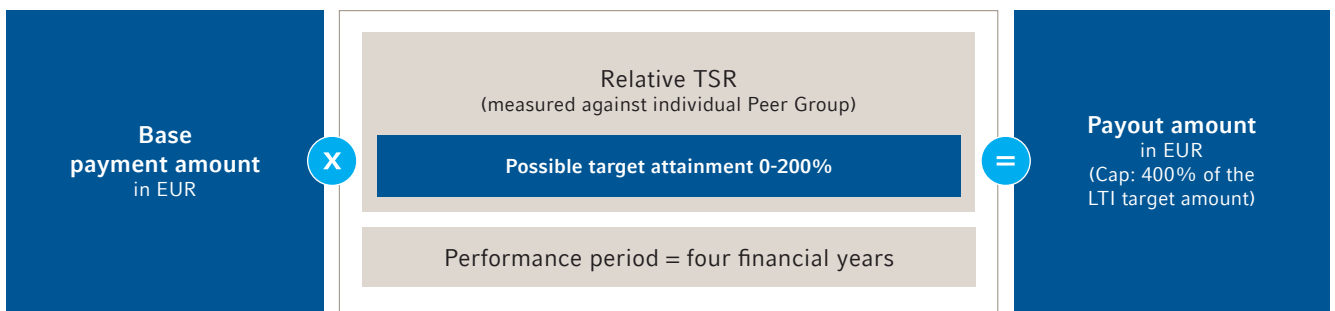 Base
payment amount
in EUR
X
Relative TSR
(measured against individual Peer Group)
Possible target attainment 0-200%
Performance period = four financial years
=
Payout amount
in EUR
(Cap: 400% of the
LTI target amount)